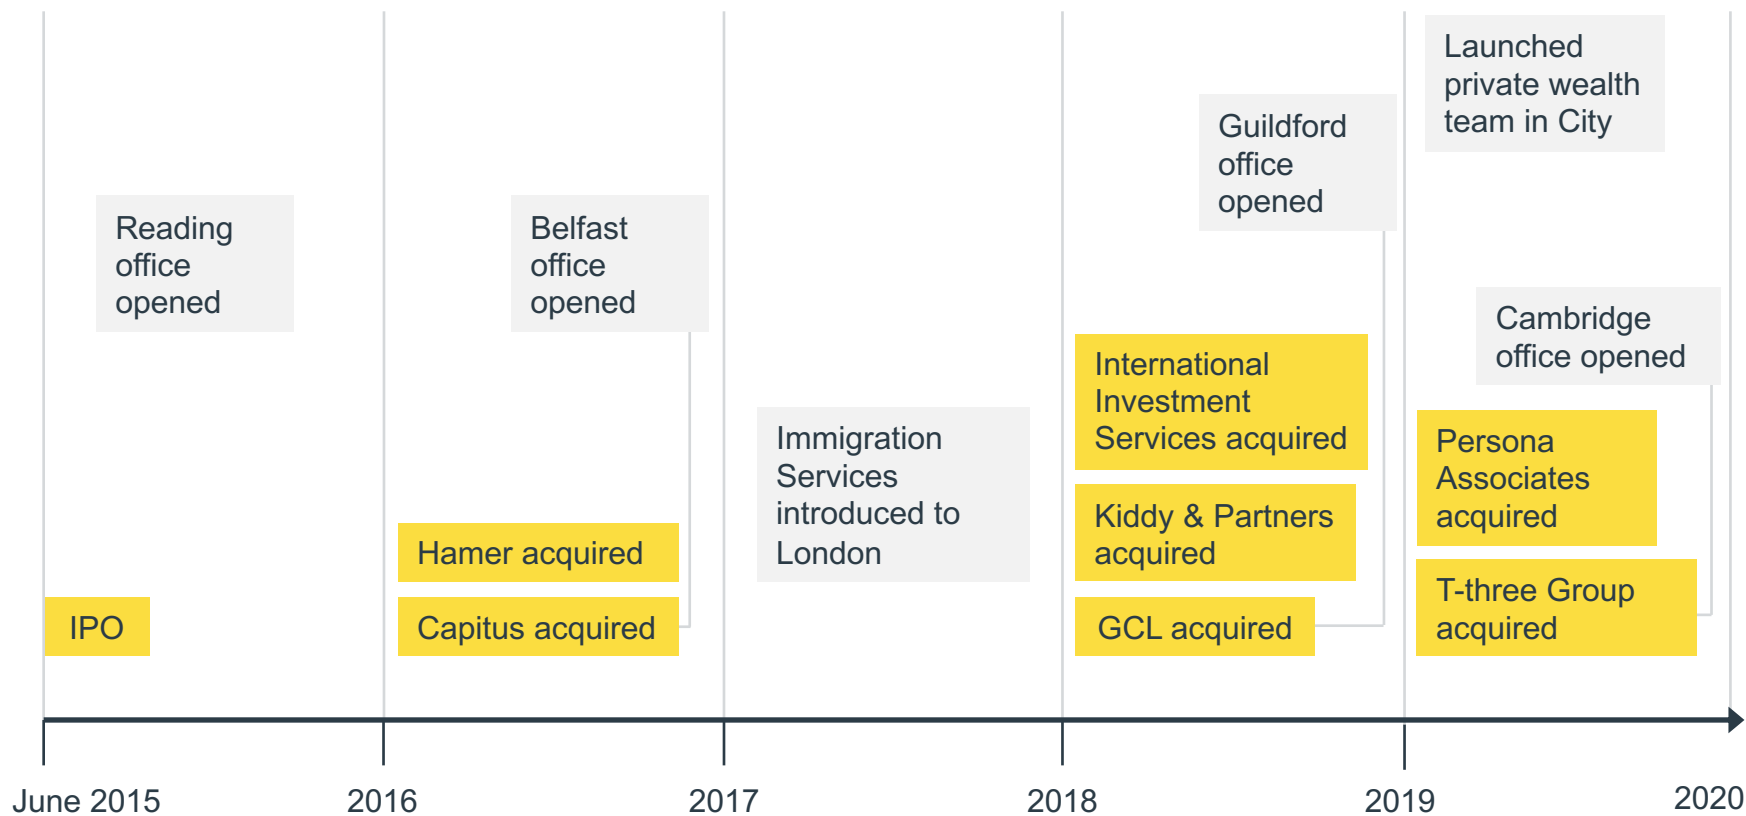 Reading
office
opened
IPO
Belfast
office
opened
Hamer acquired
Capitus acquired
Immigration
Services
introduced to
London
Guildford
office
opened
International
Investment
Services acquired
Kiddy & Partners
acquired
GCL acquired
Launched
private wealth
team in City
Cambridge
office opened
Persona
Associates
acquired
T-three Group
acquired
June 2015
2016
2017
2018
2019
2020